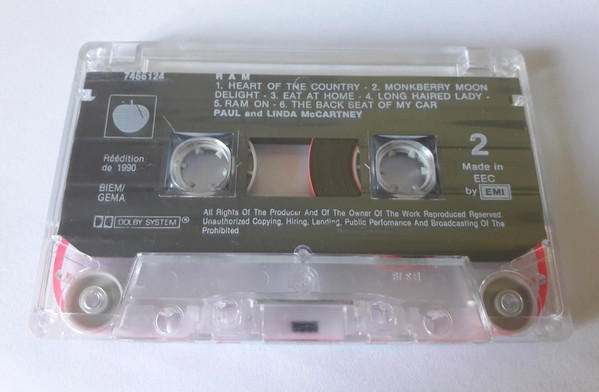 7466124
RAM
1. HEART OF THE COUNTRY - 2. MONKBERRY MOON
DELIGHT - 3. EAT AT HOME - 4. LONG HAIRED LADY -
5. RAM ON - 6. THE BACK SEAT OF MY CAR
PAUL and LINDA McCARTNEY
2
Réédition
de 1990
Made in
EEC
by EMI
BIEM/
GEMA
DOLBY SYSTEM®
All Rights Of The Producer And Of The Owner Of The Work Reproduced Reserved
Unauthorized Copying, Hiring, Landing, Public Perfomance And Broadcasting Of The
Prohibited